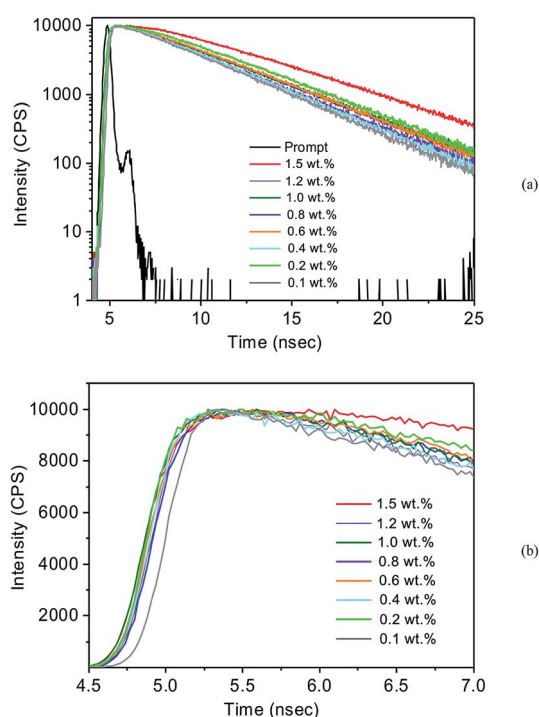 10000
1000
100
10
1
Intensity (CPS)
Prompt
1.5 wt.%
1.2 wt.%
1.0 wt.%
0.8 wt.%
0.6 wt.%
0.4 wt.%
0.2 wt.%
0.1 wt.%
(a)
5 10 15 20 25
Time (nsec)
10000
8000
6000
4000
2000
Intensity (CPS)
1.5 wt.%
1.2 wt.%
1.0 wt.%
0.8 wt.%
0.6 wt.%
0.4 wt.%
0.2 wt.%
0.1 wt.%
(b)
4.5 5.0 5.5 6.0 6.5 7.0
Time (nsec)